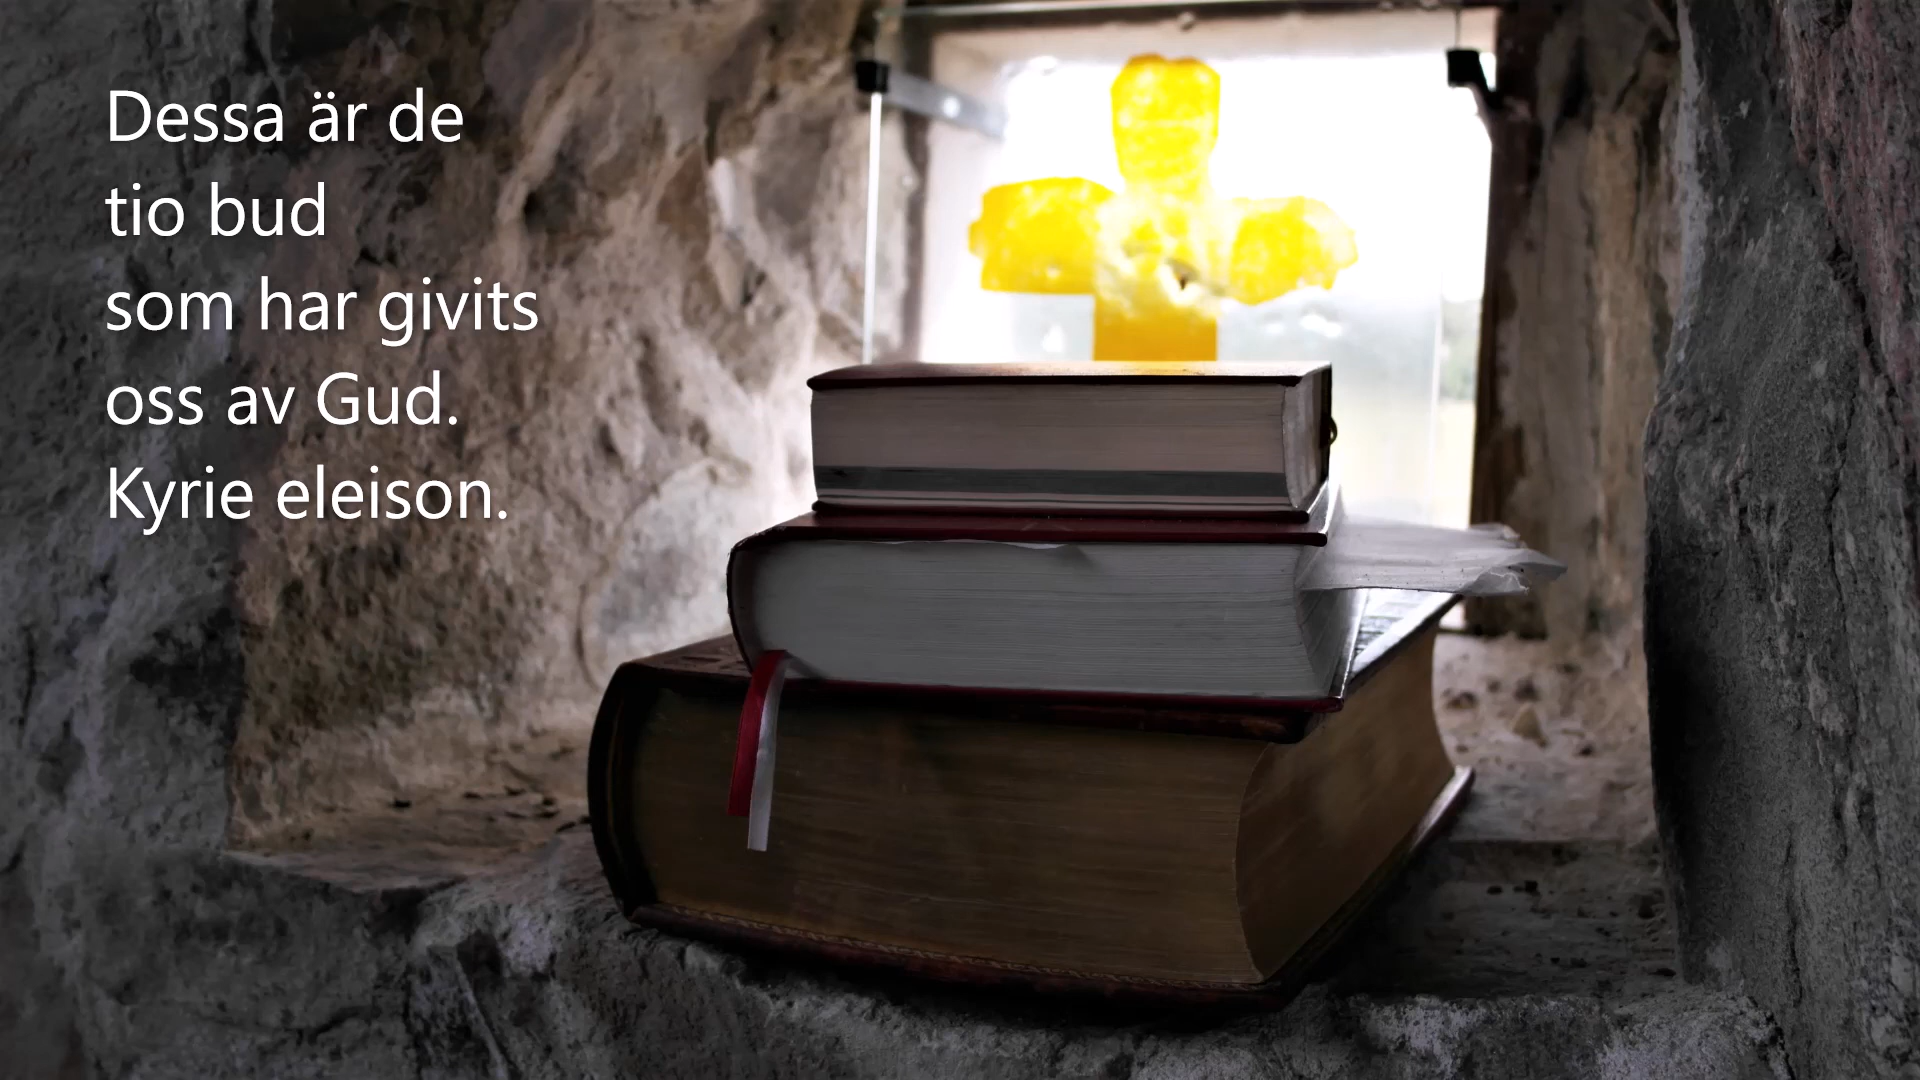 Dessa är de
tio bud
som har givits
oss av Gud.
Kyrie eleison.